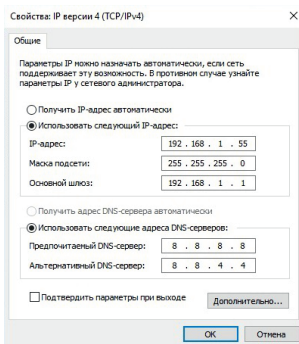 Свойства: IP версии 4 (TCP/IPv4)
Общие
Параметры IP можно назначать автоматически, если сеть
поддерживает эту возможность. В противном случае узнайте
параметры IP у сетевого администратора.
Получить IP-адрес автоматически
Использовать следующий IP-адрес:
IP-адрес: 192 . 168 . 1 . 55
Маска подсети: 255 . 255 . 255 . 0
Основной шлюз: 192 . 168 . 1 . 1
Получить адрес DNS-сервера автоматически
Использовать следующие адреса DNS-серверов:
Предпочитаемый DNS-сервер: 8 . 8 . 8 . 8
Альтернативный DNS-сервер: 8 . 8 . 4 . 4
Подтвердить параметры при выходе
Дополнительно...
OK Отмена